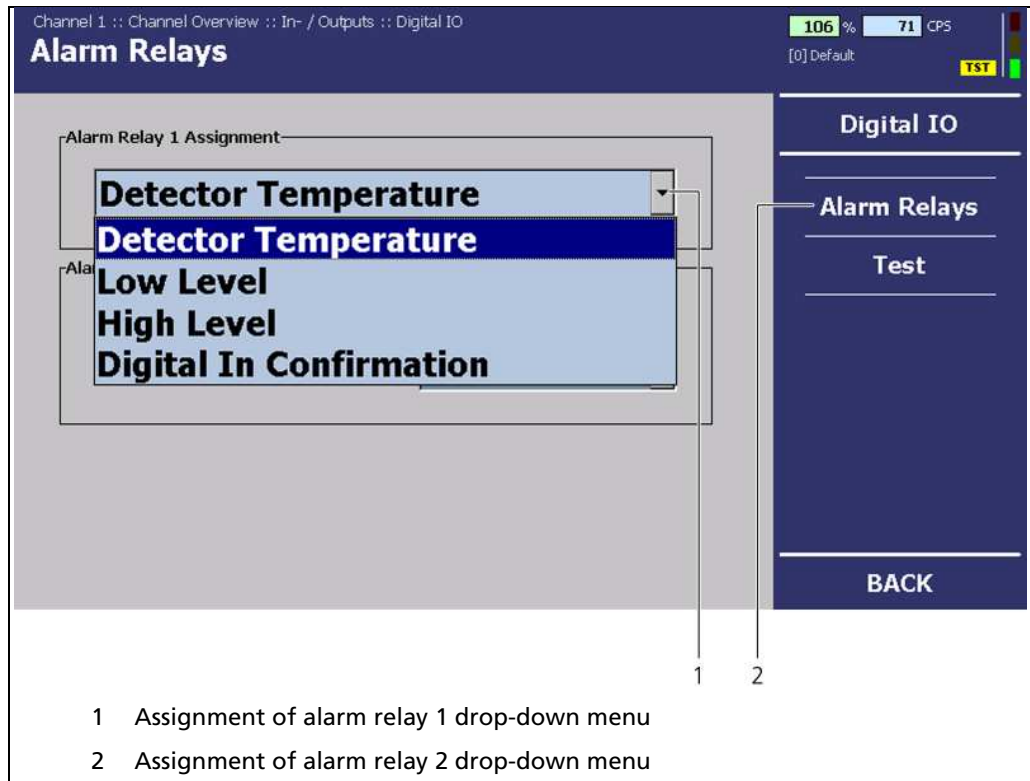 Channel 1 :: Channel Overview :: In- / Outputs :: Digital IO
Alarm Relays
106 % 71 CPS
[0] Default
TST
Digital IO
Alarm Relays
Test
BACK
Alarm Relay 1 Assignment
Detector Temperature
Detector Temperature
Ala
Low Level
High Level
Digital In Confirmation
1 2
1 Assignment of alarm relay 1 drop-down menu
2 Assignment of alarm relay 2 drop-down menu